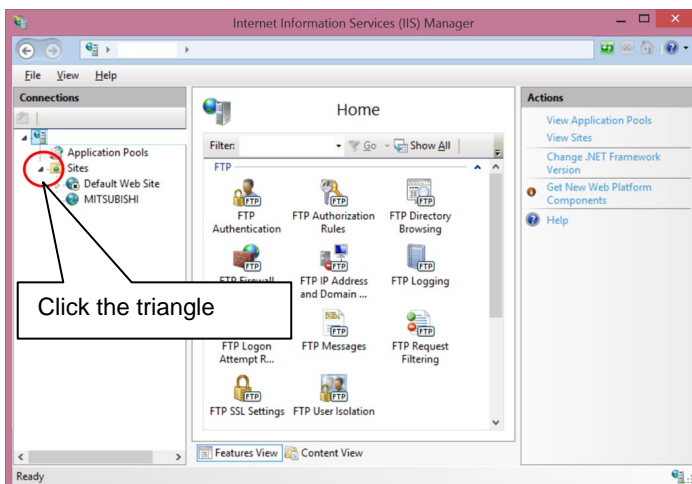 Internet Information Services (IIS) Manager
File View Help
Connections
Application Pools
Sites
Default Web Site
MITSUBISHI
Click the triangle
Home
Filter: Go Show All
FTP
FTP Authentication
FTP Authorization Rules
FTP Directory Browsing
FTP Firewall
FTP IP Address and Domain ...
FTP Logging
FTP Logon Attempt R...
FTP Messages
FTP Request Filtering
FTP SSL Settings
FTP User Isolation
Features View Content View
Actions
View Application Pools
View Sites
Change .NET Framework
Version
Get New Web Platform
Components
Help
Ready